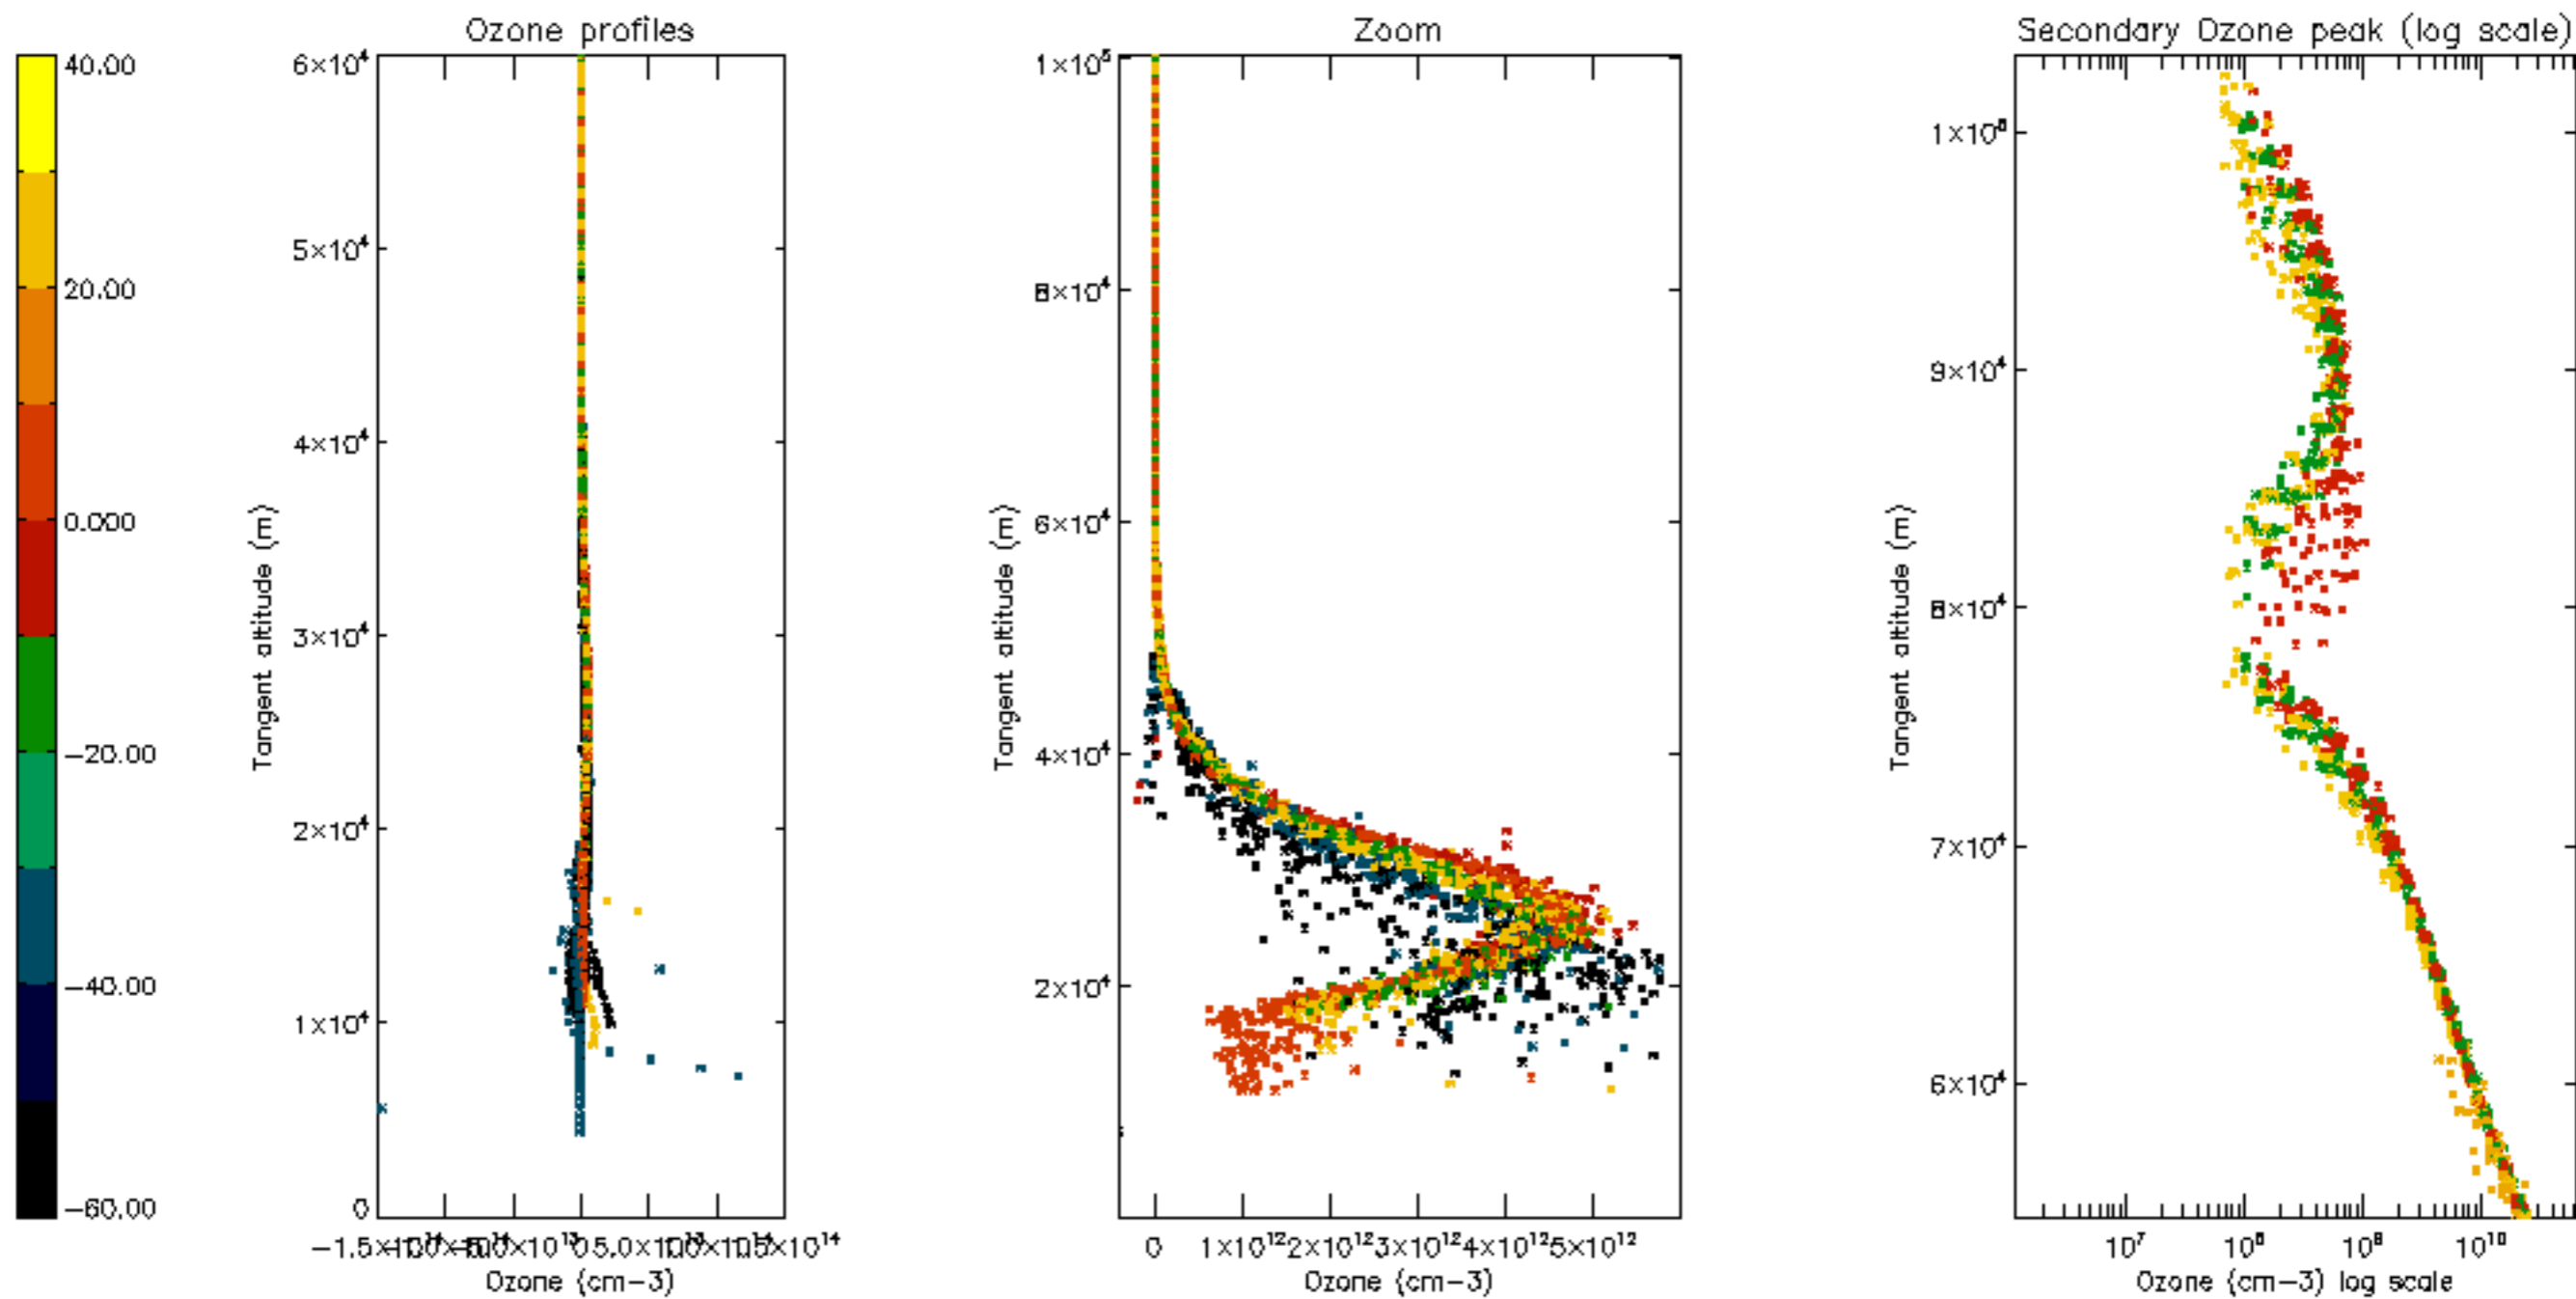 Ozone profiles
Zoom
Secondary Ozone peak (log scale)
40.00
20.00
0.000
−20.00
−40.00
−60.00
Tangent altitude (m)
6×10⁴
5×10⁴
4×10⁴
3×10⁴
2×10⁴
1×10⁴
0
0 5.0×10¹³
Ozone (cm−3)
Tangent altitude (m)
1×10⁵
8×10⁴
6×10⁴
4×10⁴
2×10⁴
0 1×10¹² 2×10¹² 3×10¹² 4×10¹² 5×10¹²
Ozone (cm−3)
Tangent altitude (m)
1×10⁵
9×10⁴
8×10⁴
7×10⁴
6×10⁴
10⁷ 10⁸ 10⁹ 10¹⁰
Ozone (cm−3) log scale